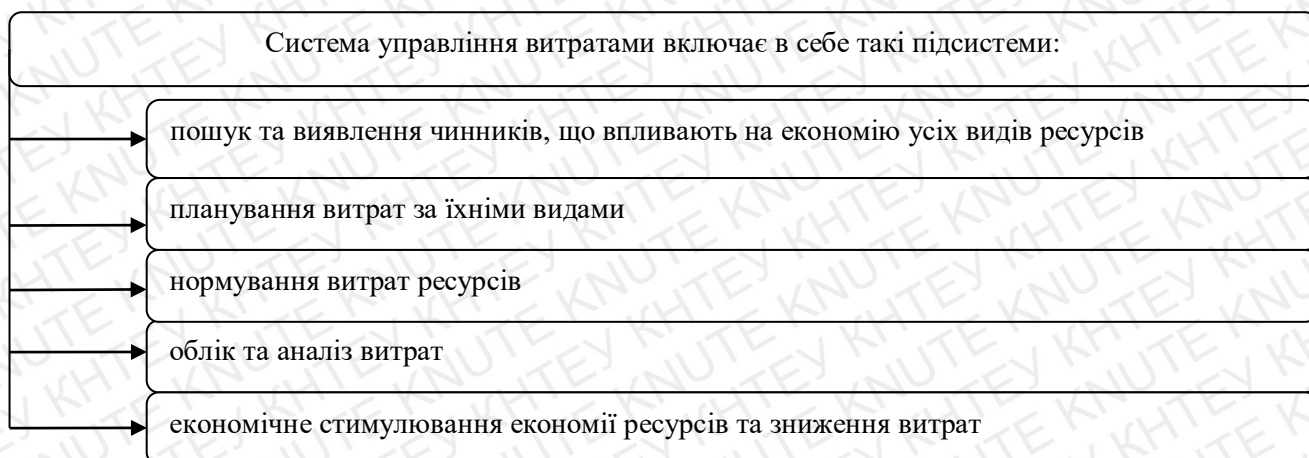 Система управління витратами включає в себе такі підсистеми:
пошук та виявлення чинників, що впливають на економію усіх видів ресурсів
планування витрат за їхніми видами
нормування витрат ресурсів
облік та аналіз витрат
економічне стимулювання економії ресурсів та зниження витрат